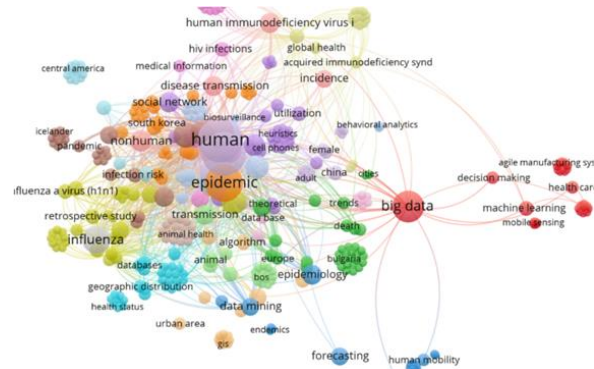 human immunodeficiency virus i
hiv infections
global health
central america
medical information
acquired immunodeficiency synd
incidence
disease transmission
social network
biosurveillance
utilization
south korea
icelander
pandemic
nonhuman
human
heuristics
cell phones
behavioral analytics
female
infection risk
epidemic
adult
china
cities
agile manufacturing sys
decision making
health care
nfluenza a virus (h1n1)
retrospective study
transmission
theoretical
data base
trends
big data
machine learning
mobile sensing
influenza
animal health
algorithm
death
databases
animal
europe
bulgaria
geographic distribution
bos
epidemiology
health status
data mining
urban area
endemics
gis
forecasting
human mobility